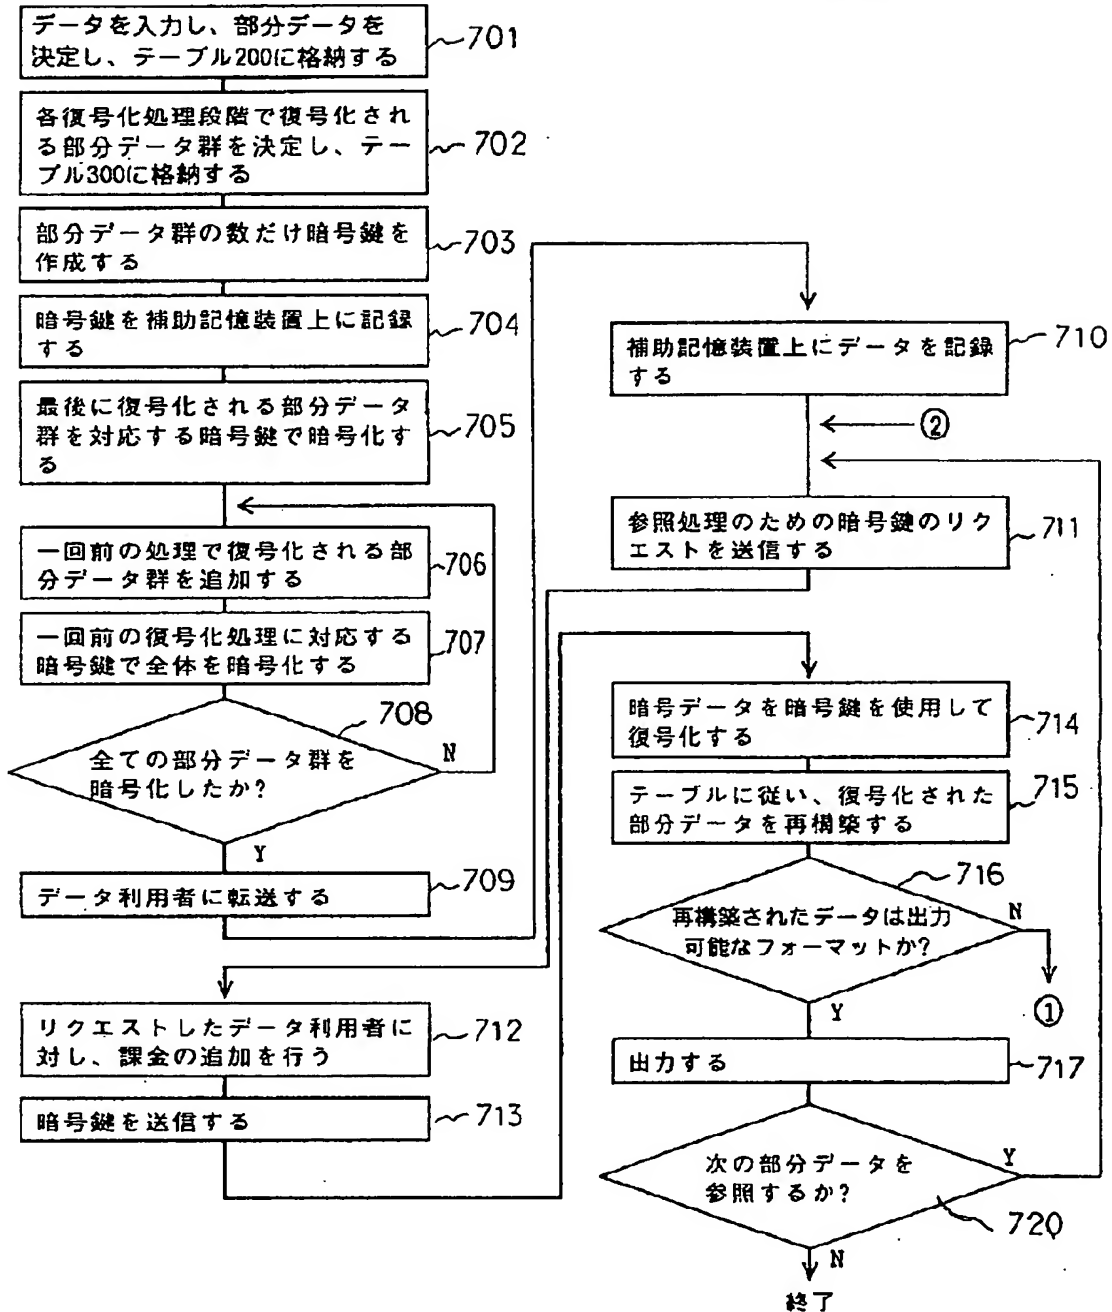 データを入力し、部分データを
決定し、テーブル200に格納する
701
各復号化処理段階で復号化され
る部分データ群を決定し、テー
ブル300に格納する
702
部分データ群の数だけ暗号鍵を
作成する
703
暗号鍵を補助記憶装置上に記録
する
704
最後に復号化される部分データ
群を対応する暗号鍵で暗号化す
る
705
一回前の処理で復号化される部
分データ群を追加する
706
一回前の復号化処理に対応する
暗号鍵で全体を暗号化する
707
708
全ての部分データ群を
暗号化したか?
N
Y
データ利用者に転送する
709
補助記憶装置上にデータを記録
する
710
②
参照処理のための暗号鍵のリク
エストを送信する
711
リクエストしたデータ利用者に
対し、課金の追加を行う
712
暗号鍵を送信する
713
暗号データを暗号鍵を使用して
復号化する
714
テーブルに従い、復号化された
部分データを再構築する
715
716
再構築されたデータは出力
可能なフォーマットか?
N
①
Y
出力する
717
次の部分データを
参照するか?
Y
720
N
終了